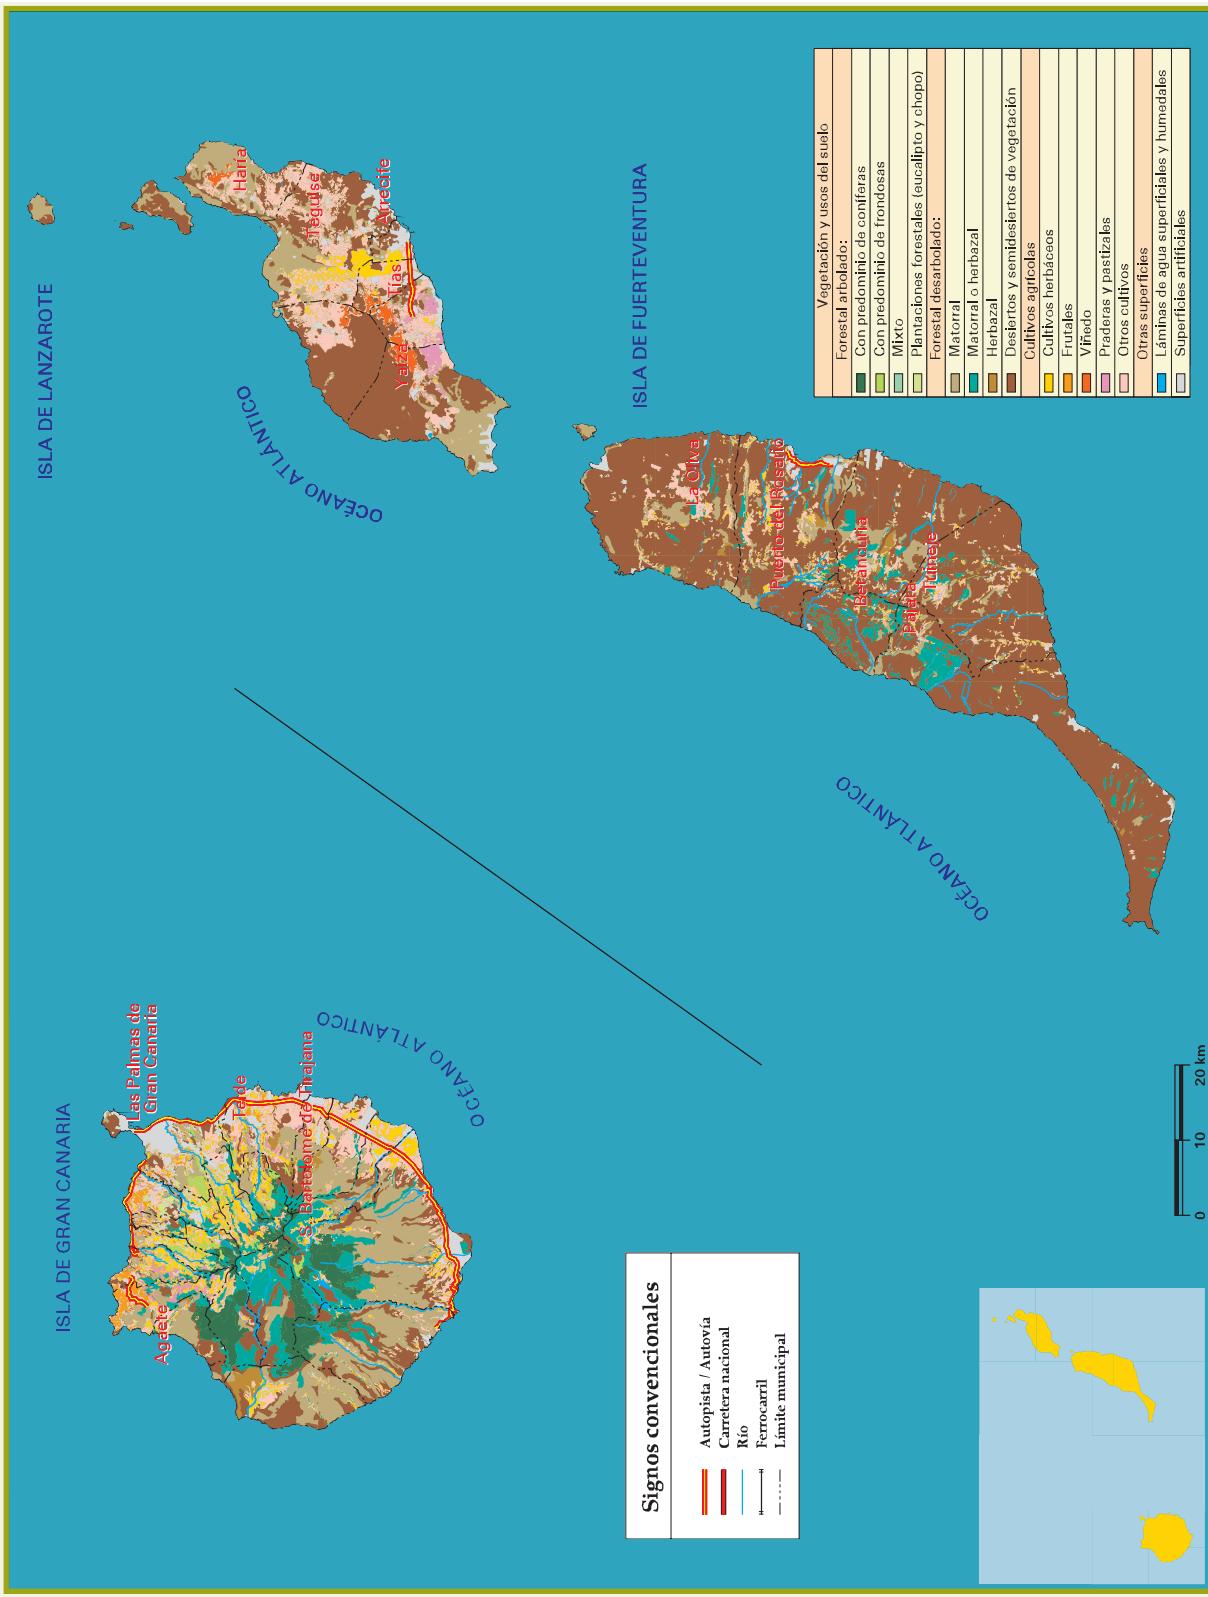 ISLA DE GRAN CANARIA
Las Palmas de
Gran Canaria
Agaete
Telde
S. Bartolomé de Tirajana
OCÉANO ATLÁNTICO
ISLA DE LANZAROTE
Haría
Teguise
Arrecife
Tías
Yaiza
OCÉANO ATLÁNTICO
ISLA DE FUERTEVENTURA
La Oliva
Puerto del Rosario
Betancuria
Pájara
Tuineje
OCÉANO ATLÁNTICO
Signos convencionales
Autopista / Autovía
Carretera nacional
Río
Ferrocarril
Límite municipal
0 10 20 km
Vegetación y usos del suelo
Forestal arbolado:
Con predominio de coníferas
Con predominio de frondosas
Mixto
Plantaciones forestales (eucalipto y chopo)
Forestal desarbolado:
Matorral
Matorral o herbazal
Herbazal
Desiertos y semidesiertos de vegetación
Cultivos agrícolas
Cultivos herbáceos
Frutales
Viñedo
Praderas y pastizales
Otros cultivos
Otras superficies
Láminas de agua superficiales y humedales
Superficies artificiales